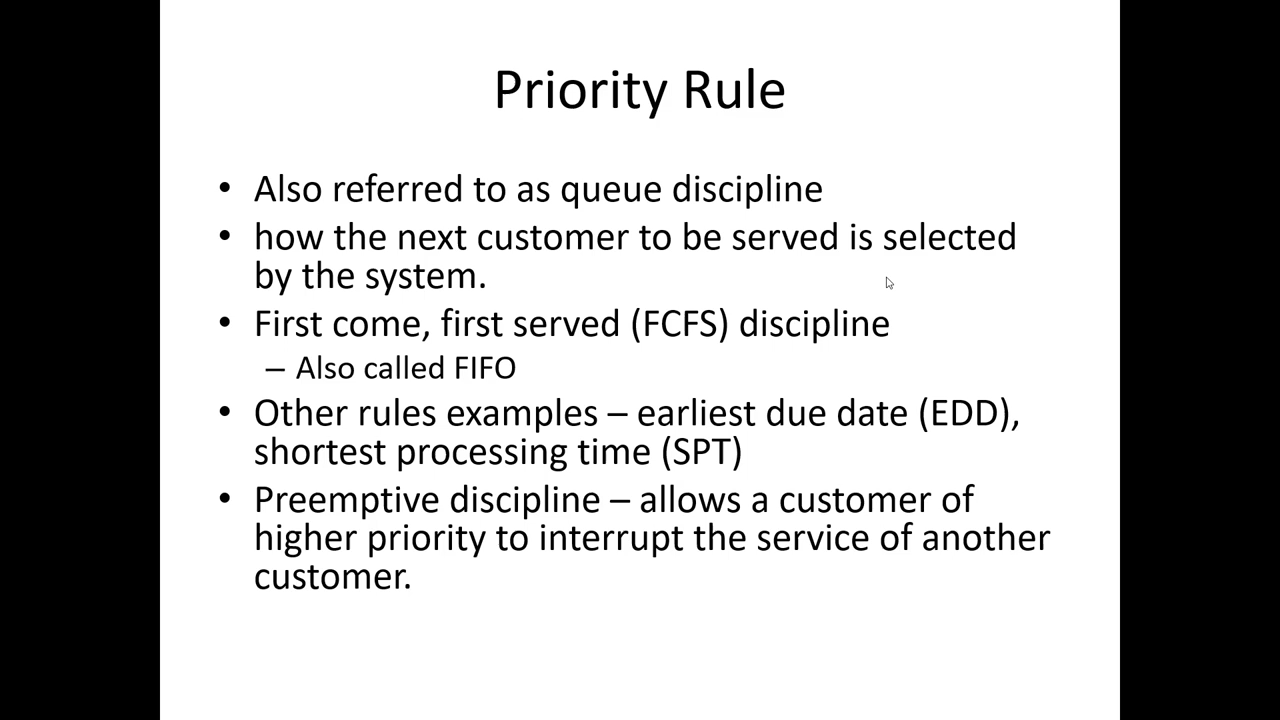 Priority Rule
• Also referred to as queue discipline
• how the next customer to be served is selected
by the system.
• First come, first served (FCFS) discipline
– Also called FIFO
• Other rules examples – earliest due date (EDD),
shortest processing time (SPT)
• Preemptive discipline – allows a customer of
higher priority to interrupt the service of another
customer.